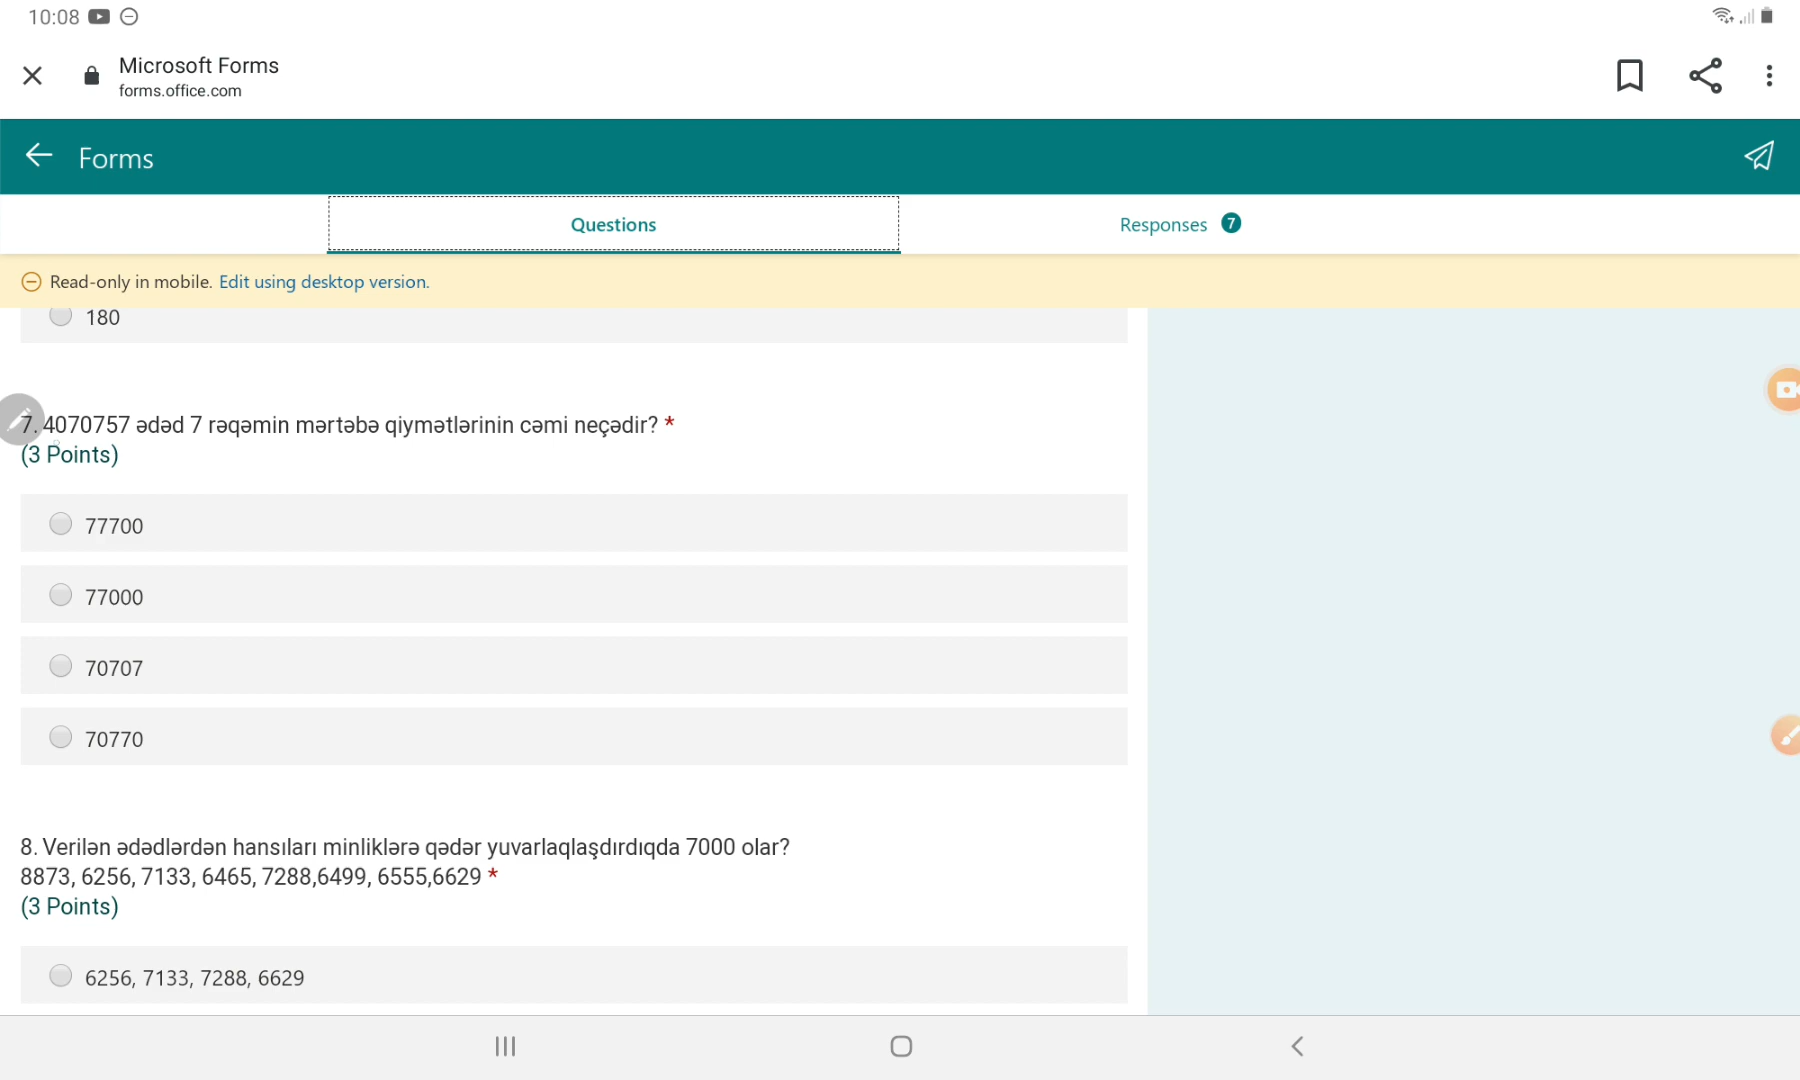 10:08
Microsoft Forms
forms.office.com
Forms
Questions
Responses 7
Read-only in mobile. Edit using desktop version.
180
7. 4070757 ədəd 7 rəqəmin mərtəbə qiymətlərinin cəmi neçədir? *
(3 Points)
77700
77000
70707
70770
8. Verilən ədədlərdən hansıları minliklərə qədər yuvarlaqlaşdırdıqda 7000 olar?
8873, 6256, 7133, 6465, 7288,6499, 6555,6629 *
(3 Points)
6256, 7133, 7288, 6629